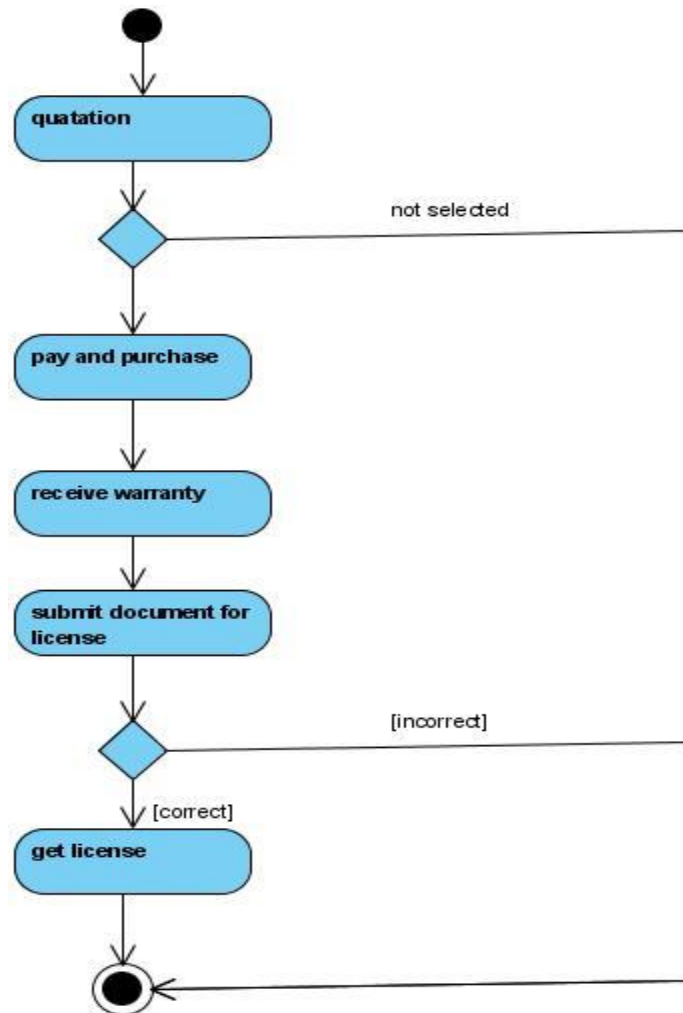 quatation
not selected
pay and purchase
receive warranty
submit document for
license
[incorrect]
[correct]
get license